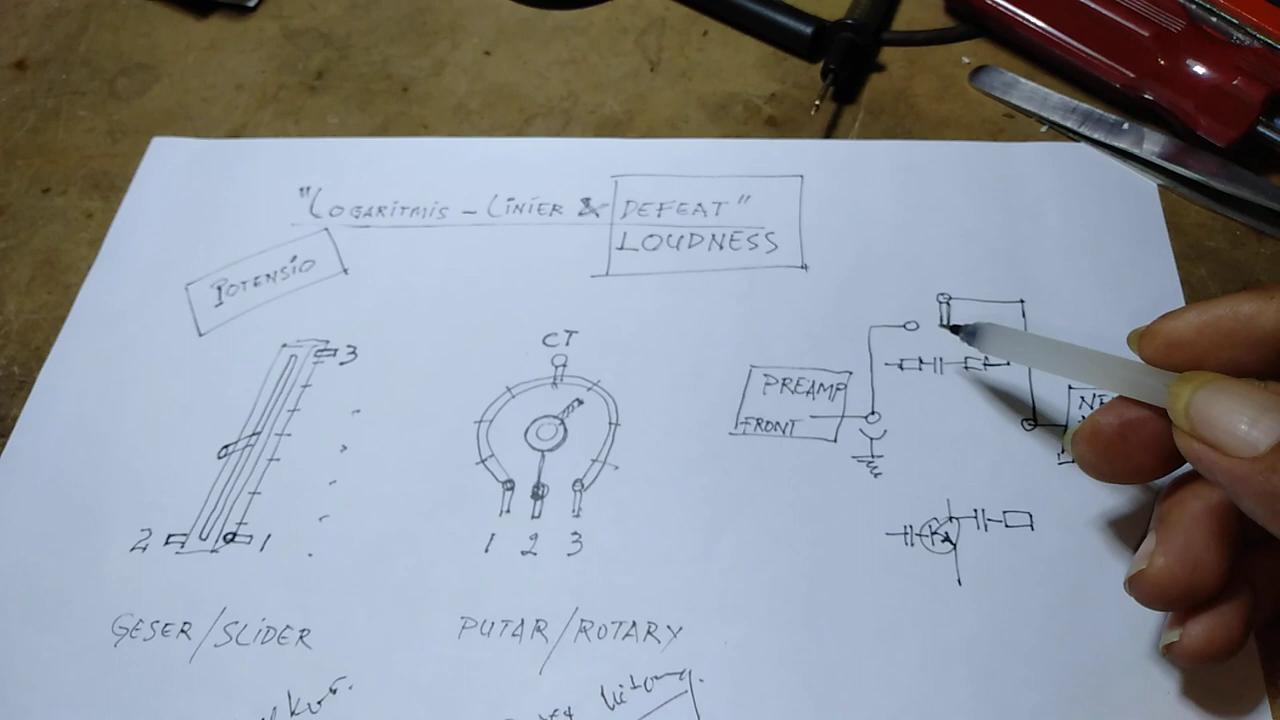 "LOGARITMIS - LINIER & DEFEAT"
LOUDNESS
POTENSIO
3
2
1
GESER/SLIDER
CT
1 2 3
PUTAR/ROTARY
PREAMP
FRONT